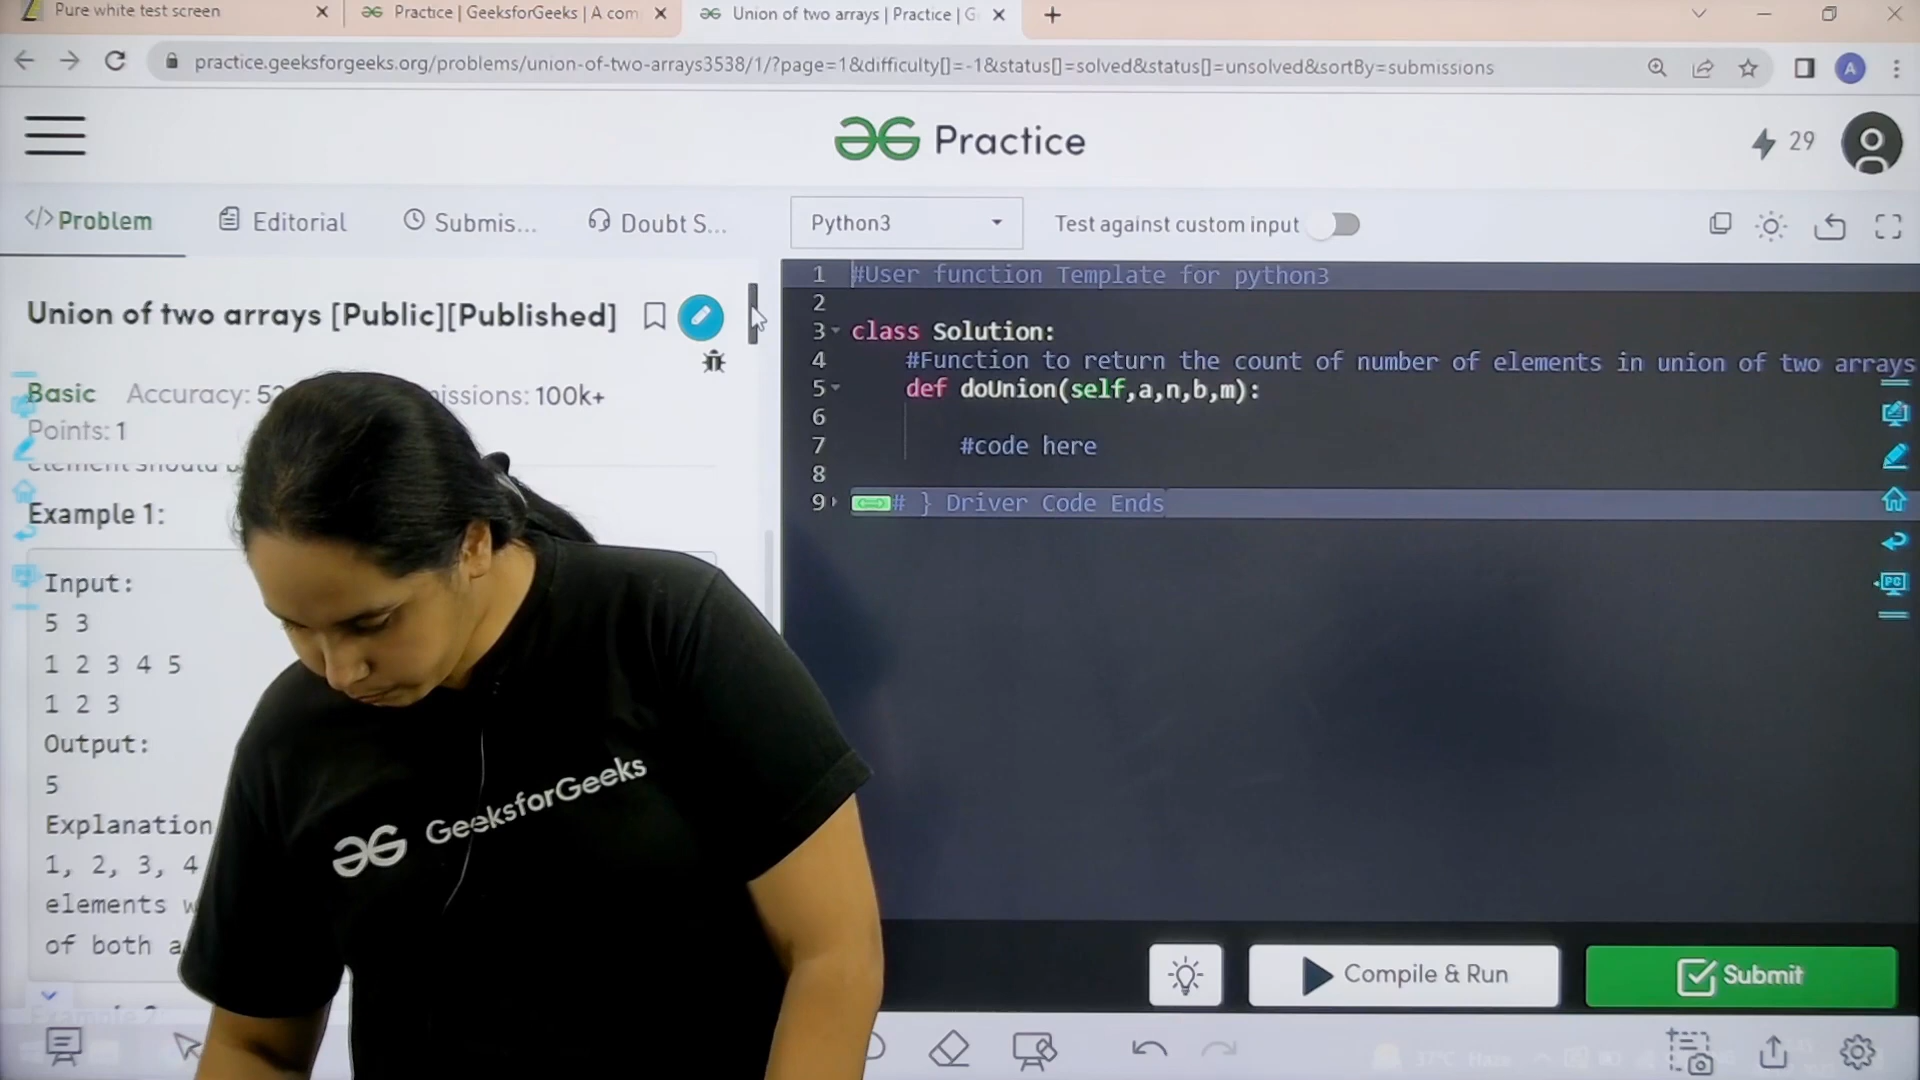 Pure white test screen
Practice | GeeksforGeeks | A com
Union of two arrays | Practice | G
practice.geeksforgeeks.org/problems/union-of-two-arrays3538/1/?page=1&difficulty[]=-1&status[]=solved&status[]=unsolved&sortBy=submissions
A
Practice
29
</> Problem
Editorial
Submis...
Doubt S...
Python3
Test against custom input
Union of two arrays [Public][Published]
Basic
Accuracy: 5
issions: 100k+
Points: 1
Example 1:
Input:
5 3
1 2 3 4 5
1 2 3
Output:
5
Explanation
1, 2, 3, 4
elements w
of both a
1 #User function Template for python3
2
3 class Solution:
4 #Function to return the count of number of elements in union of two arrays
5 def doUnion(self,a,n,b,m):
6
7 #code here
8
9 # } Driver Code Ends
PG
Compile & Run
Submit
37°C Haze
GeeksforGeeks